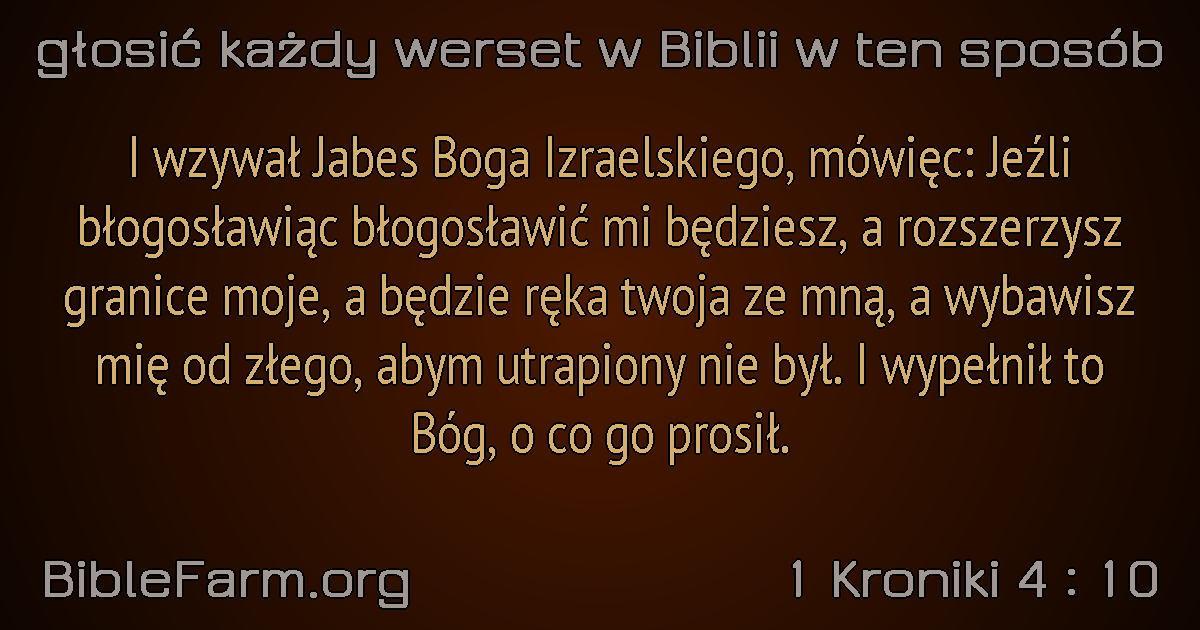 głosić każdy werset w Biblii w ten sposób
I wzywał Jabes Boga Izraelskiego, mówięc: Jeźli
błogosławiąc błogosławić mi będziesz, a rozszerzysz
granice moje, a będzie ręka twoja ze mną, a wybawisz
mię od złego, abym utrapiony nie był. I wypełnił to
Bóg, o co go prosił.
BibleFarm.org
1 Kroniki 4 : 10